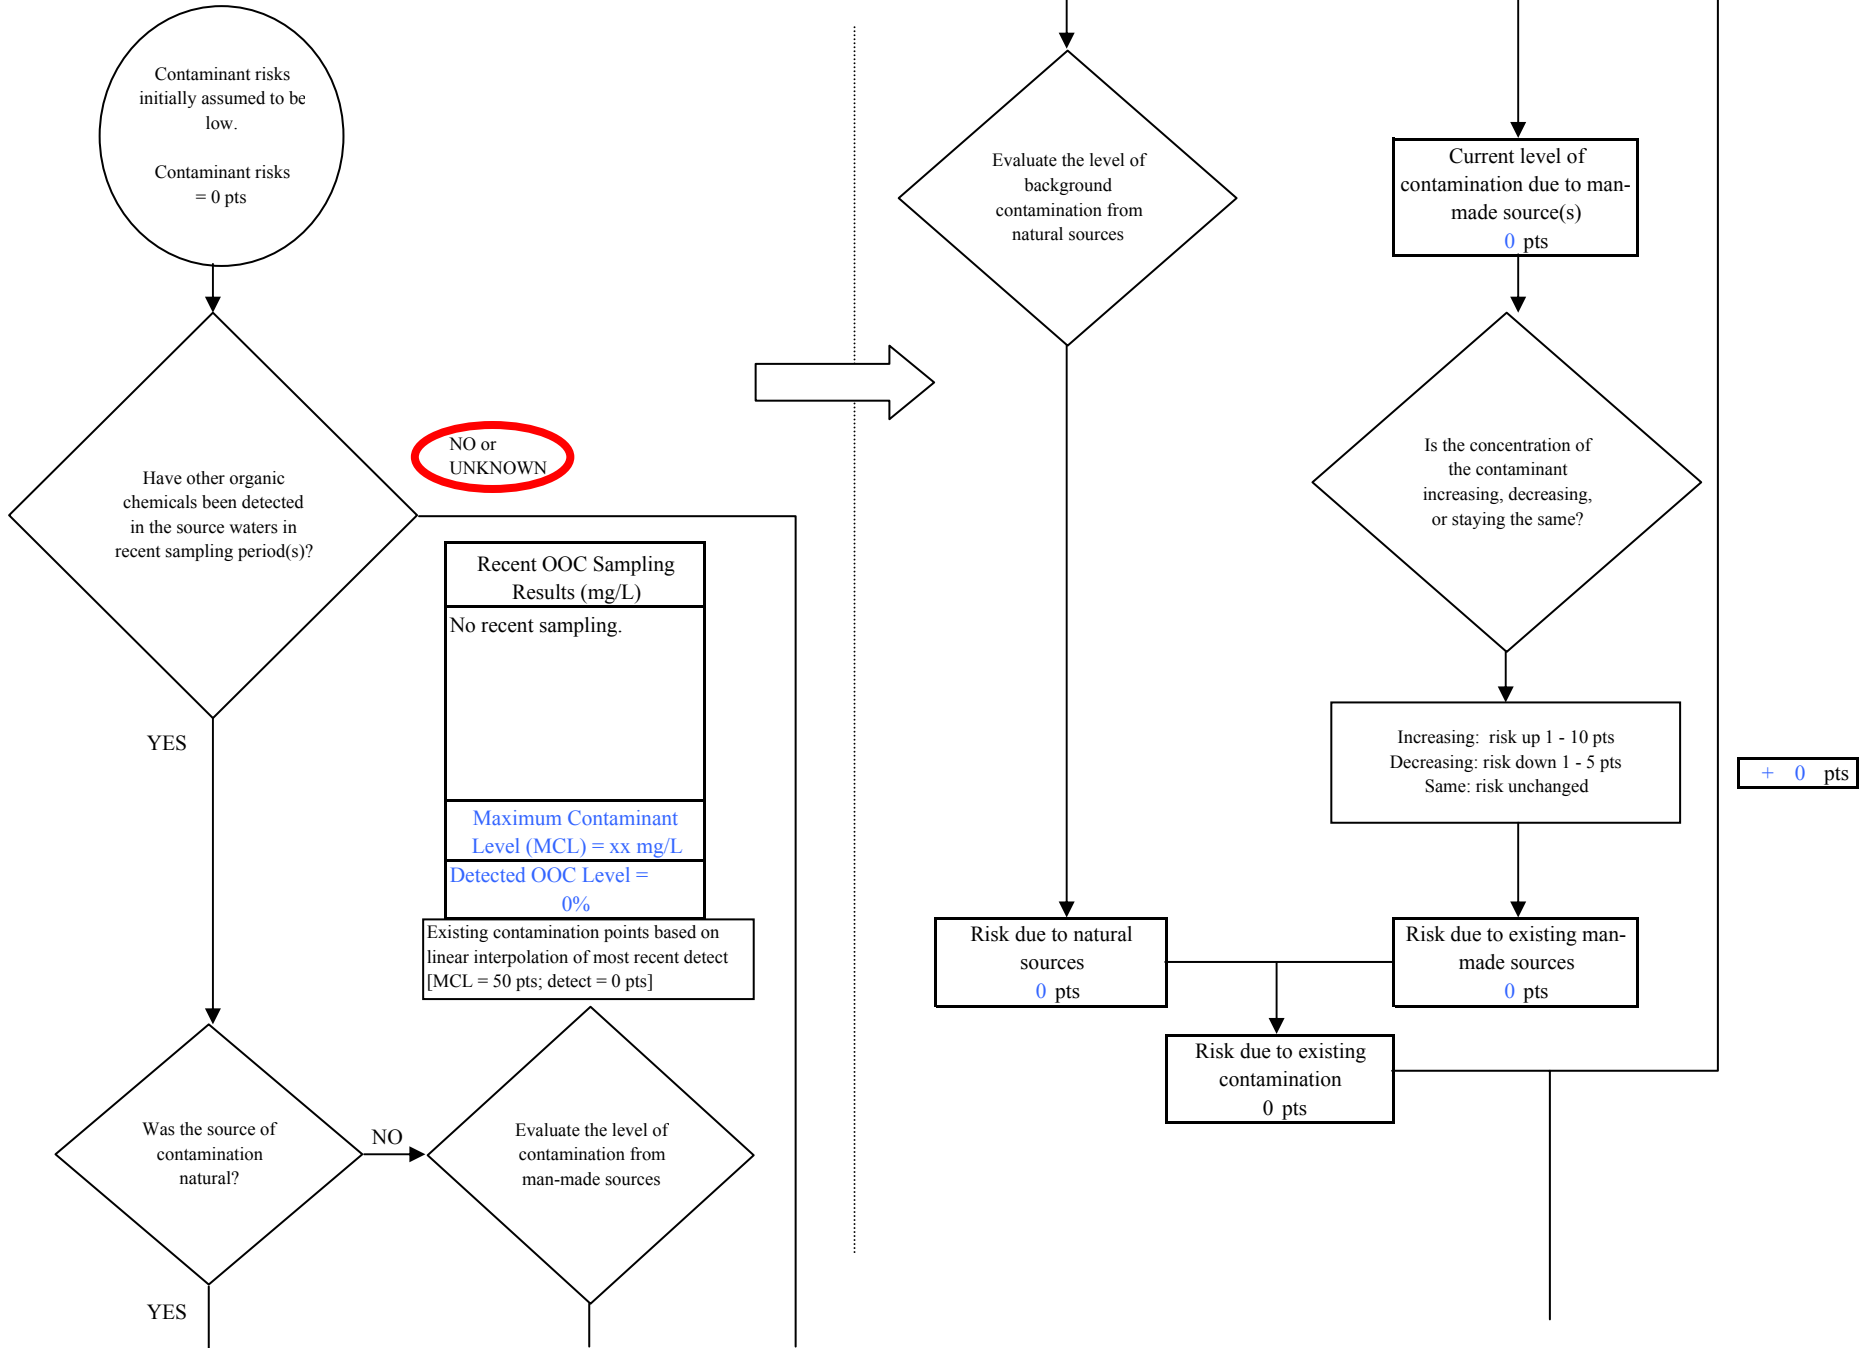 Contaminant risks
initially assumed to be
low.
Contaminant risks
= 0 pts
Have other organic
chemicals been detected
in the source waters in
recent sampling period(s)?
NO or
UNKNOWN
YES
Recent OOC Sampling
Results (mg/L)
No recent sampling.
Maximum Contaminant
Level (MCL) = xx mg/L
Detected OOC Level =
0%
Existing contamination points based on
linear interpolation of most recent detect
[MCL = 50 pts; detect = 0 pts]
Was the source of
contamination
natural?
NO
YES
Evaluate the level of
contamination from
man-made sources
Evaluate the level of
background
contamination from
natural sources
Current level of
contamination due to man-
made source(s)
0 pts
Is the concentration of
the contaminant
increasing, decreasing,
or staying the same?
Increasing: risk up 1 - 10 pts
Decreasing: risk down 1 - 5 pts
Same: risk unchanged
+ 0 pts
Risk due to natural
sources
0 pts
Risk due to existing man-
made sources
0 pts
Risk due to existing
contamination
0 pts